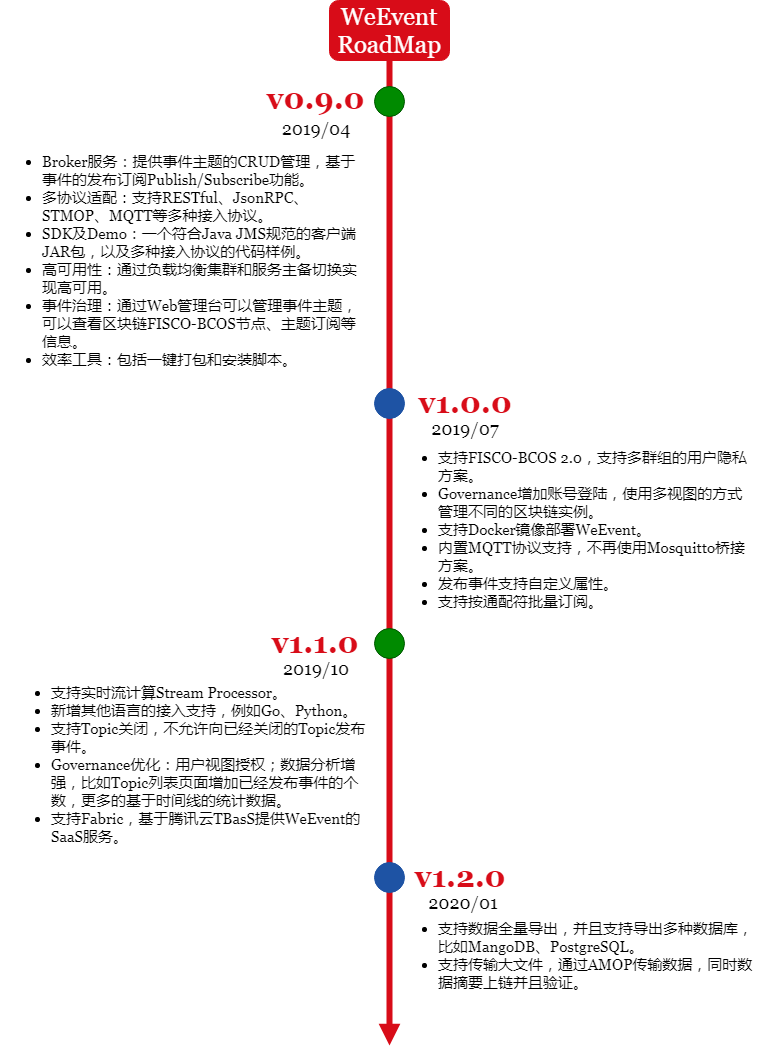 WeEvent
RoadMap
v0.9.0
2019/04
Broker服务：提供事件主题的CRUD管理，基于
事件的发布订阅Publish/Subscribe功能。
多协议适配：支持RESTful、JsonRPC、
STMOP、MQTT等多种接入协议。
SDK及Demo：一个符合Java JMS规范的客户端
JAR包，以及多种接入协议的代码样例。
高可用性：通过负载均衡集群和服务主备切换实
现高可用。
事件治理：通过Web管理台可以管理事件主题，
可以查看区块链FISCO-BCOS节点、主题订阅等
信息。
效率工具：包括一键打包和安装脚本。
v1.0.0
2019/07
支持FISCO-BCOS 2.0，支持多群组的用户隐私
方案。
Governance增加账号登陆，使用多视图的方式
管理不同的区块链实例。
支持Docker镜像部署WeEvent。
内置MQTT协议支持，不再使用Mosquitto桥接
方案。
发布事件支持自定义属性。
支持按通配符批量订阅。
v1.1.0
2019/10
支持实时流计算Stream Processor。
新增其他语言的接入支持，例如Go、Python。
支持Topic关闭，不允许向已经关闭的Topic发布
事件。
Governance优化：用户视图授权；数据分析增
强，比如Topic列表页面增加已经发布事件的个
数，更多的基于时间线的统计数据。
支持Fabric，基于腾讯云TBasS提供WeEvent的
SaaS服务。
v1.2.0
2020/01
支持数据全量导出，并且支持导出多种数据库，
比如MangoDB、PostgreSQL。
支持传输大文件，通过AMOP传输数据，同时数
据摘要上链并且验证。